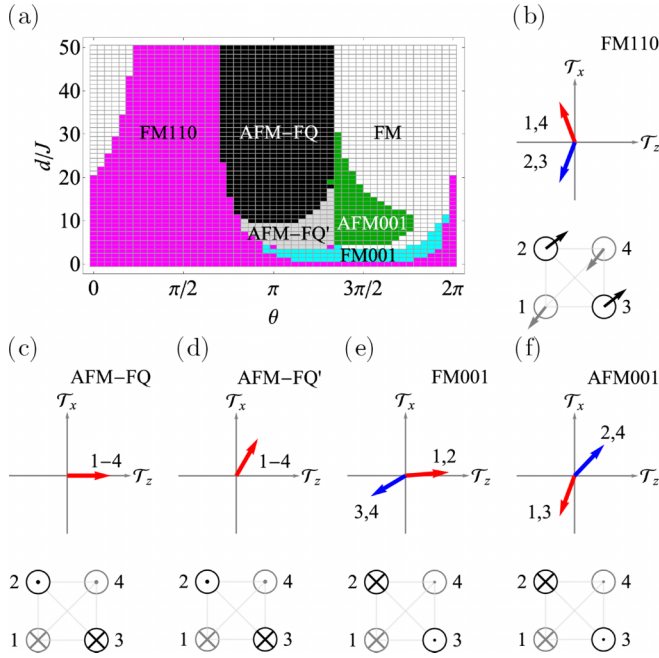 (a)
50
40
30
20
10
0
d/J
FM110
AFM−FQ
FM
AFM−FQ'
AFM001
FM001
0
π/2
π
3π/2
2π
θ
(b)
FM110
𝒯x
1,4
𝒯z
2,3
2
4
1
3
(c)
AFM−FQ
𝒯x
1−4
𝒯z
2
4
1
3
(d)
AFM−FQ'
𝒯x
1−4
𝒯z
2
4
1
3
(e)
FM001
𝒯x
1,2
𝒯z
3,4
2
4
1
3
(f)
AFM001
𝒯x
2,4
𝒯z
1,3
2
4
1
3